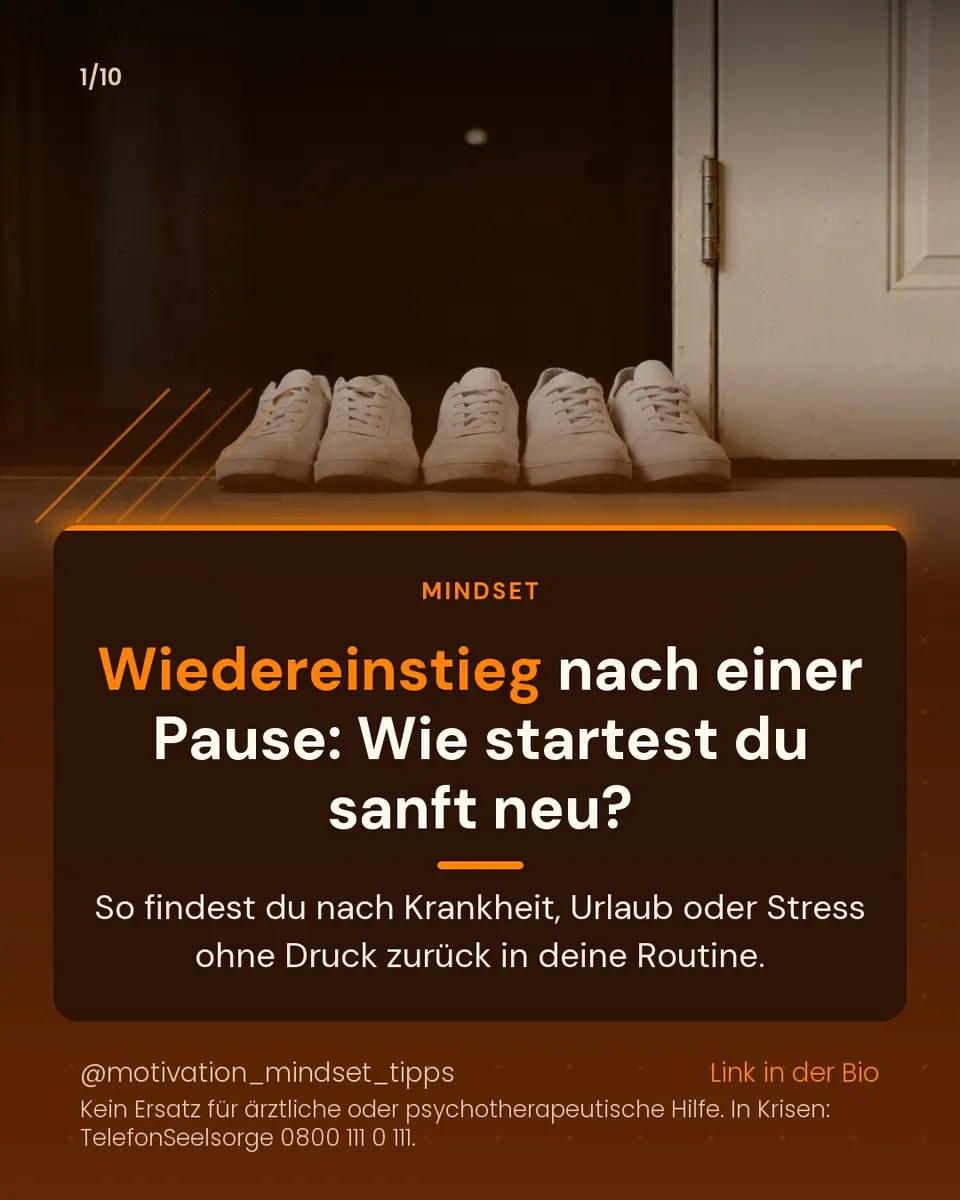 1/10
MINDSET
Wiedereinstieg nach einer
Pause: Wie startest du
sanft neu?
So findest du nach Krankheit, Urlaub oder Stress
ohne Druck zurück in deine Routine.
@motivation_mindset_tipps
Link in der Bio
Kein Ersatz für ärztliche oder psychotherapeutische Hilfe. In Krisen:
TelefonSeelsorge 0800 111 0 111.